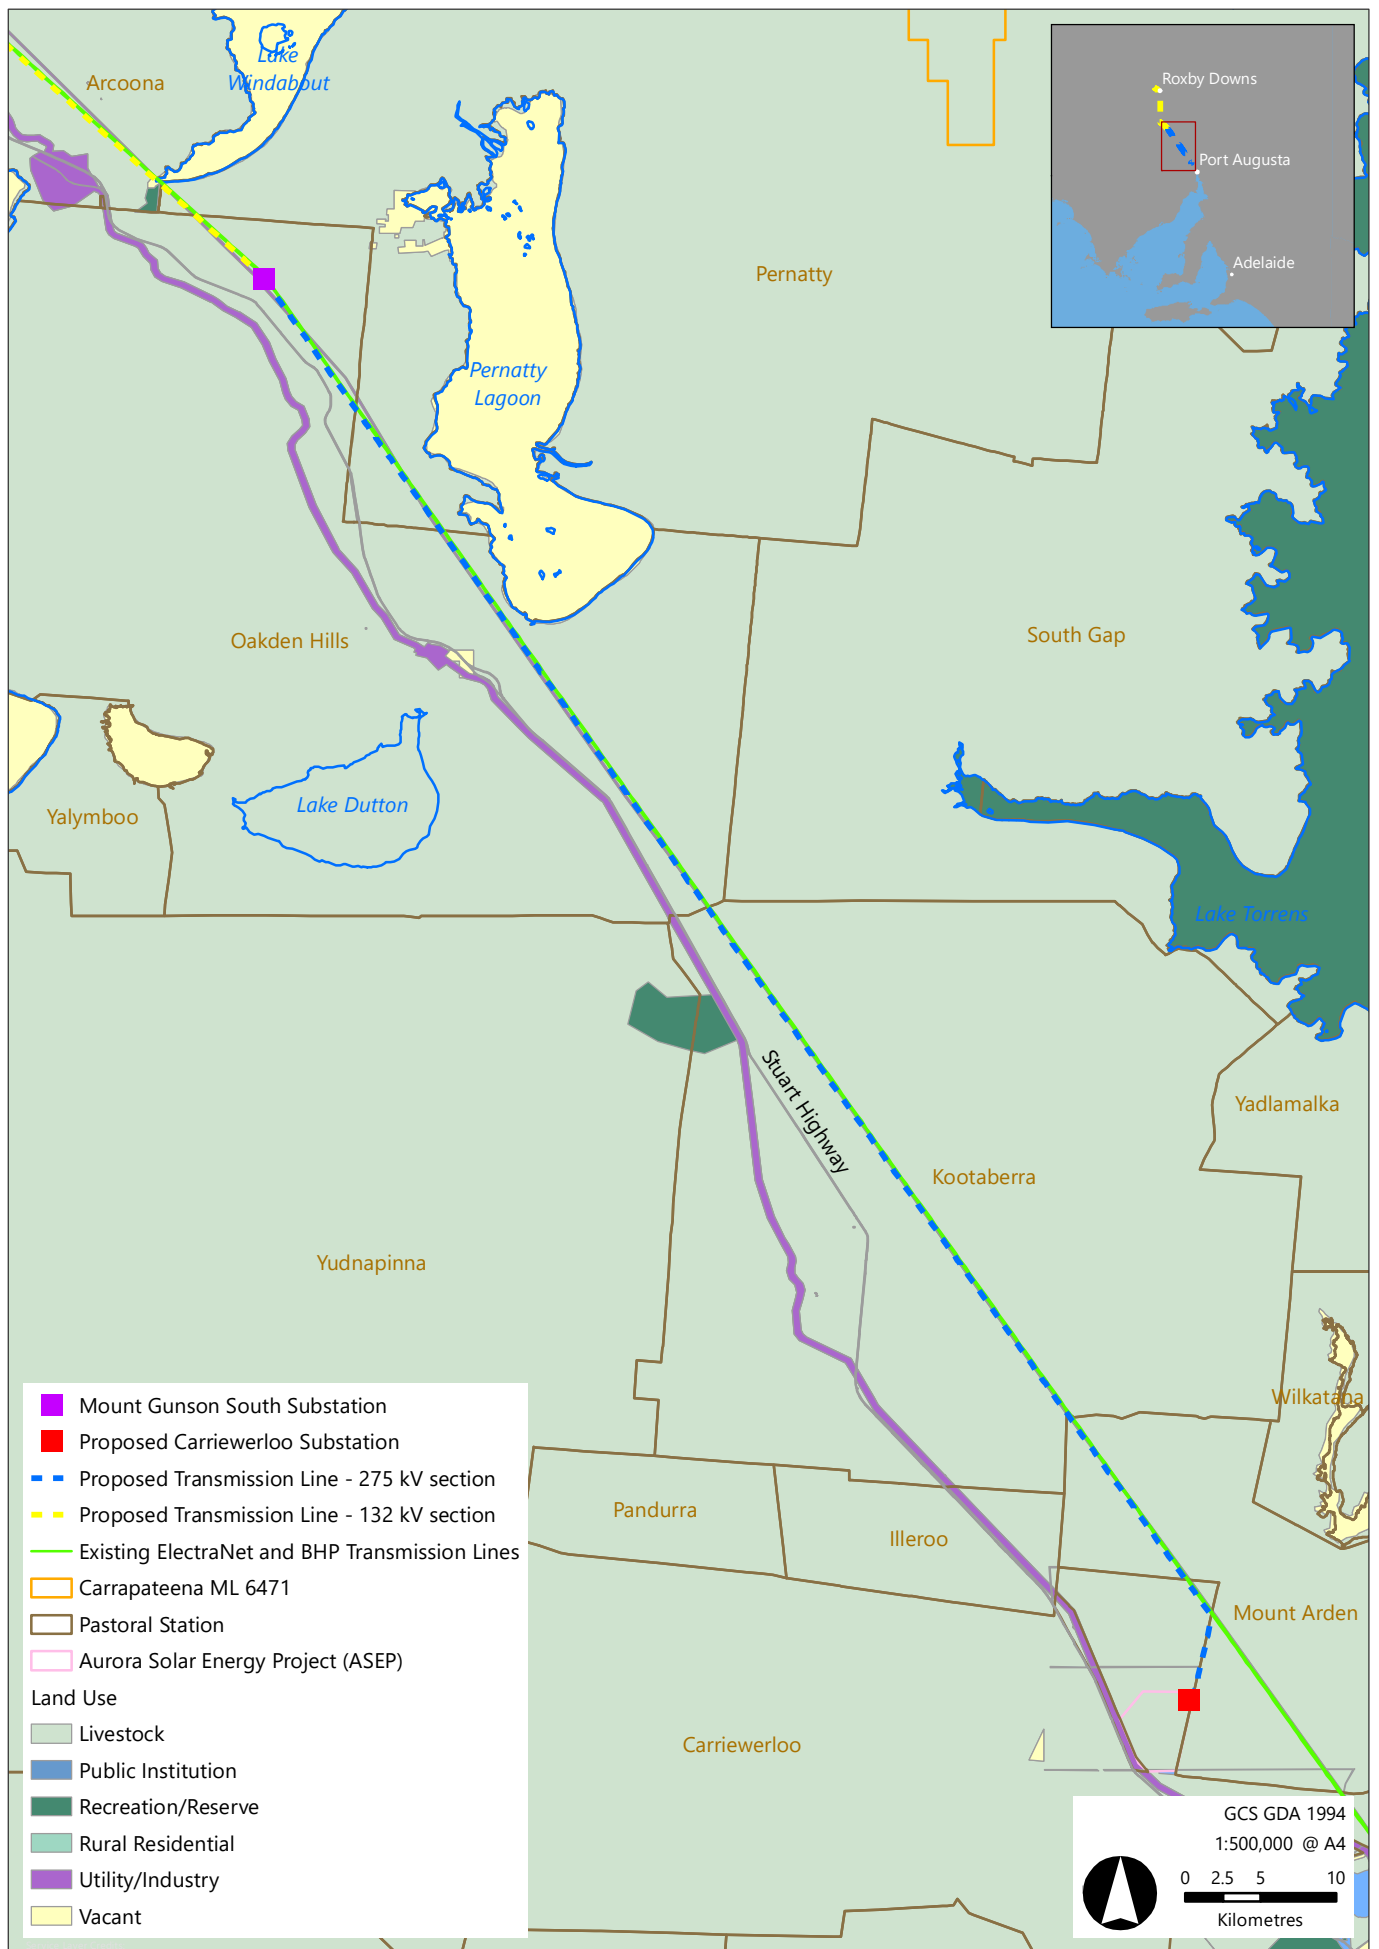 Arcoona
Lake
Windabout
Roxby Downs
Port Augusta
Adelaide
Pernatty
Pernatty
Lagoon
Oakden Hills
South Gap
Lake Dutton
Yalymboo
Lake Torrens
Stuart Highway
Yadlamalka
Kootaberra
Yudnapinna
Wilkatana
Pandurra
Illeroo
Mount Arden
Carriewerloo
Mount Gunson South Substation
Proposed Carriewerloo Substation
Proposed Transmission Line - 275 kV section
Proposed Transmission Line - 132 kV section
Existing ElectraNet and BHP Transmission Lines
Carrapateena ML 6471
Pastoral Station
Aurora Solar Energy Project (ASEP)
Land Use
Livestock
Public Institution
Recreation/Reserve
Rural Residential
Utility/Industry
Vacant
GCS GDA 1994
1:500,000 @ A4
0 2.5 5 10
Kilometres